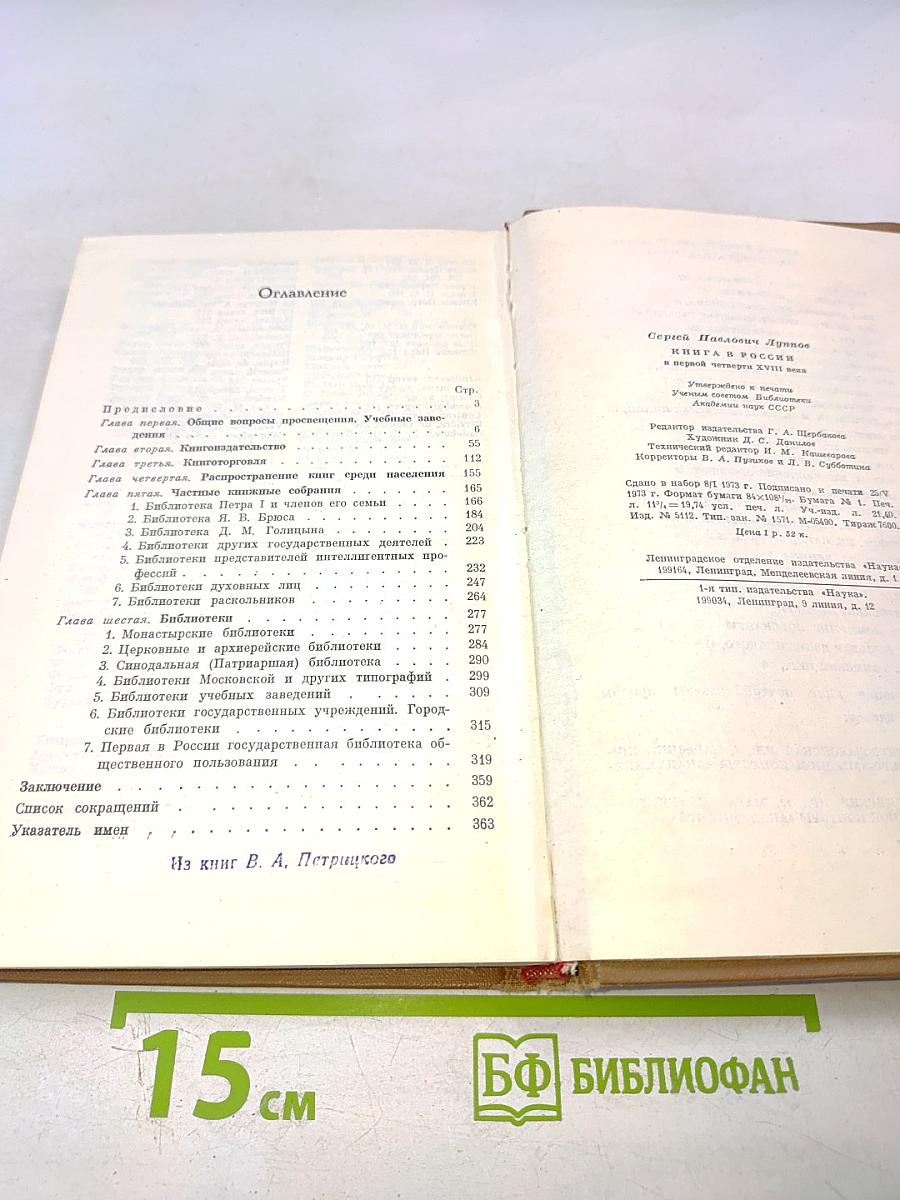 Оглавление
Стр.
Предисловие . . . . . . . . . . . . . . . . . . 3
Глава первая. Общие вопросы просвещения. Учебные заве-
дения . . . . . . . . . . . . . . . . . . 6
Глава вторая. Книгоиздательство . . . . . . . . . . 55
Глава третья. Книготорговля . . . . . . . . . . . 112
Глава четвертая. Распространение книг среди населения 155
Глава пятая. Частные книжные собрания . . . . . . . 165
1. Библиотека Петра I и членов его семьи . . . . . 166
2. Библиотека Я. В. Брюса . . . . . . . . . . . 184
3. Библиотека Д. М. Голицына . . . . . . . . . 204
4. Библиотеки других государственных деятелей . 223
5. Библиотеки представителей интеллигентных про-
фессий . . . . . . . . . . . . . . . . . 232
6. Библиотеки духовных лиц . . . . . . . . . 247
7. Библиотеки раскольников . . . . . . . . . 264
Глава шестая. Библиотеки . . . . . . . . . . . . 277
1. Монастырские библиотеки . . . . . . . . . 277
2. Церковные и архиерейские библиотеки . . . . 284
3. Синодальная (Патриаршая) библиотека . . . . 290
4. Библиотеки Московской и других типографий . 299
5. Библиотеки учебных заведений . . . . . . . 309
6. Библиотеки государственных учреждений. Город-
ские библиотеки . . . . . . . . . . . . . 315
7. Первая в России государственная библиотека об-
щественного пользования . . . . . . . . . 319
Заключение . . . . . . . . . . . . . . . . . . 359
Список сокращений . . . . . . . . . . . . . . . 362
Указатель имен . . . . . . . . . . . . . . . . . 363
Из книг В. А. Петрицкого
Сергей Павлович Луппов
КНИГА В РОССИИ
в первой четверти XVIII века
Утверждено к печати
Ученым советом Библиотеки
Академии наук СССР
Редактор издательства Г. А. Щербакова
Художник Д. С. Данилов
Технический редактор И. М. Кашеварова
Корректоры В. А. Пузиков и Л. В. Субботина
Сдано в набор 8/I 1973 г. Подписано к печати 25/V
1973 г. Формат бумаги 84×108¹/₃₂. Бумага № 1. Печ.
л. 11³/₄=19,74 усл. печ. л. Уч.-изд. л. 21,40.
Изд. № 5112. Тип. зак. № 1571. М-05490. Тираж 7600.
Цена 1 р. 52 к.
Ленинградское отделение издательства «Наука»
199164, Ленинград, Менделеевская линия, д. 1
1-я тип. издательства «Наука».
199034, Ленинград, 9 линия, д. 12
15 см
БФ БИБЛИОФАН